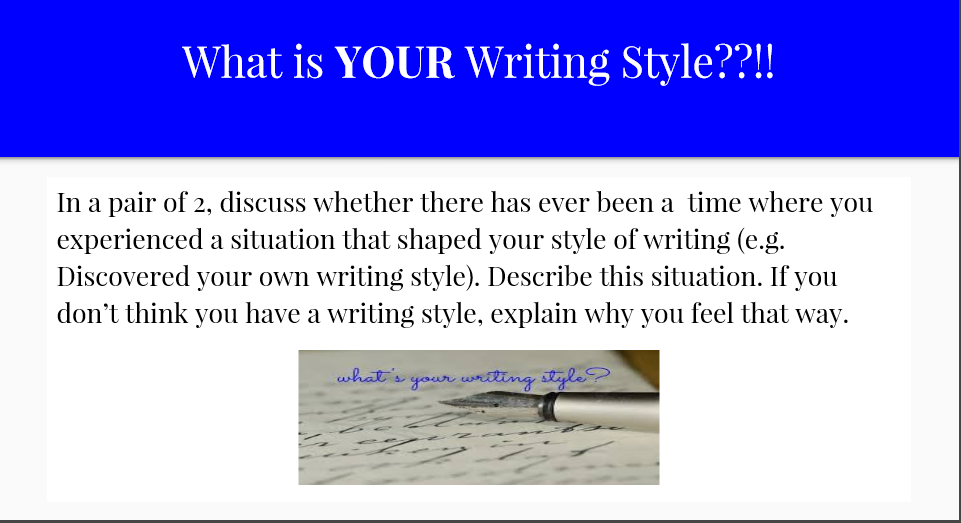 What is YOUR Writing Style??!!
In a pair of 2, discuss whether there has ever been a  time where you
experienced a situation that shaped your style of writing (e.g.
Discovered your own writing style). Describe this situation. If you
don’t think you have a writing style, explain why you feel that way.
what's your writing style?